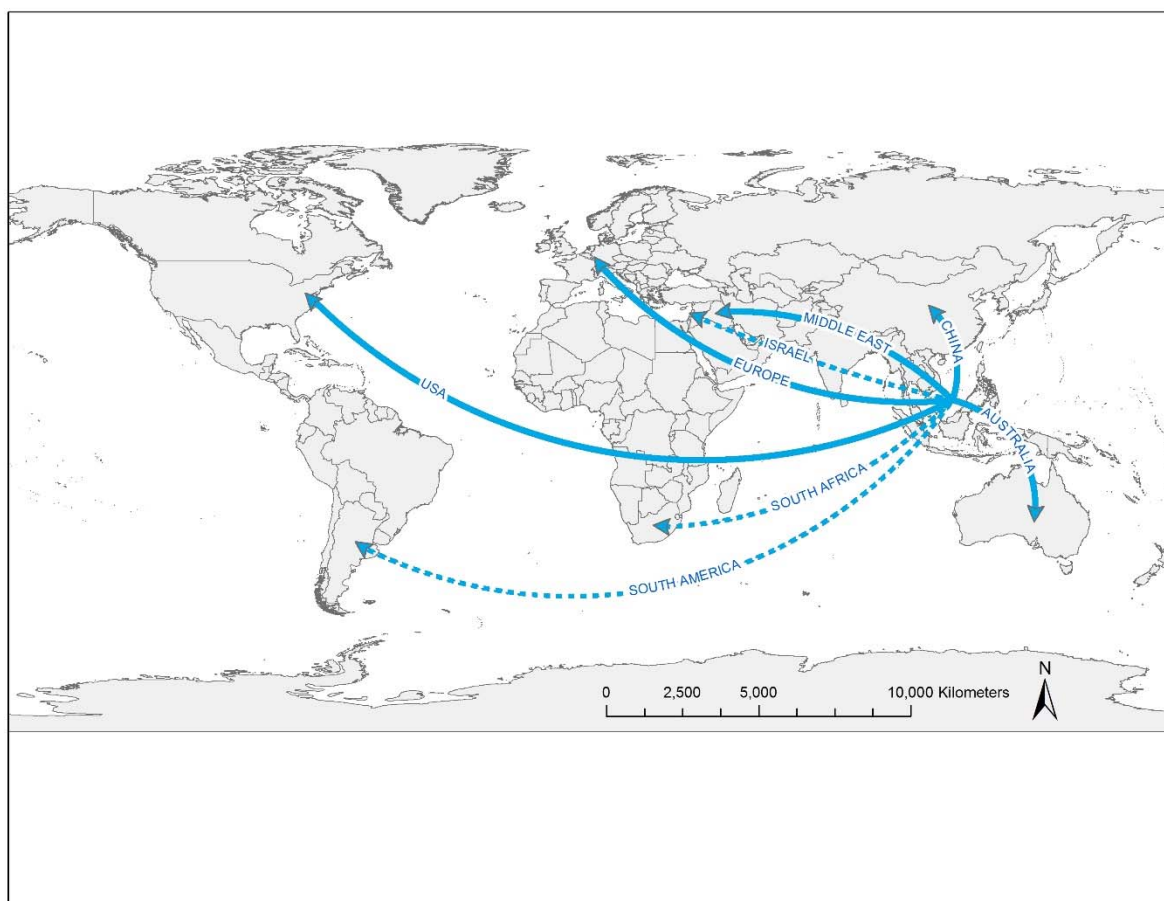 MIDDLE EAST
CHINA
ISRAEL
EUROPE
USA
AUSTRALIA
SOUTH AFRICA
SOUTH AMERICA
N
0 2,500 5,000 10,000 Kilometers